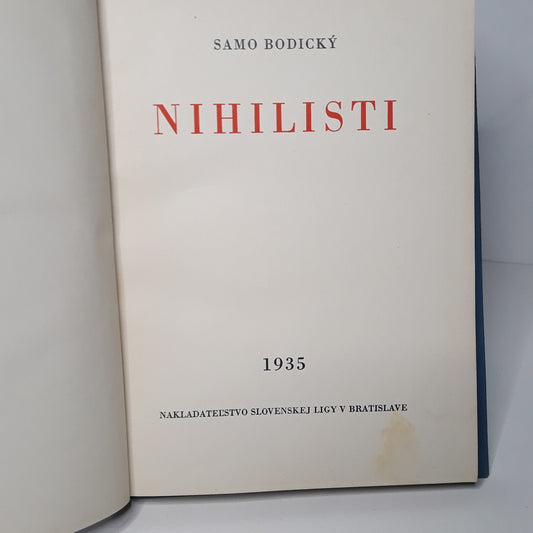 SAMO BODICKÝ
NIHILISTI
1935
NAKLADATEĽSTVO SLOVENSKEJ LIGY V BRATISLAVE